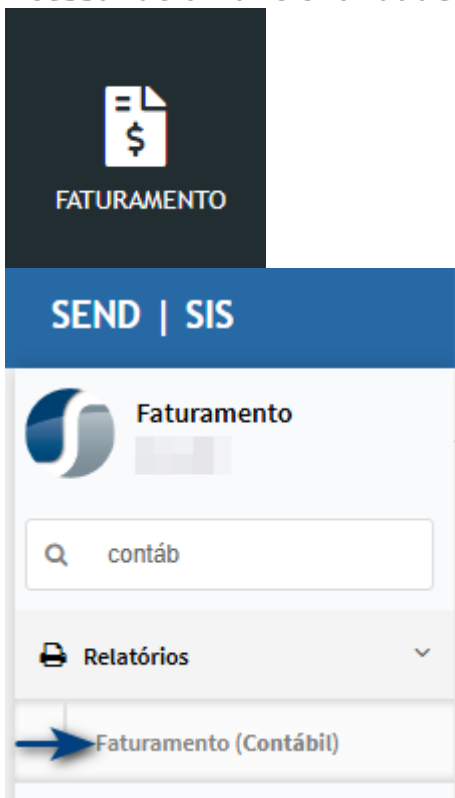 FATURAMENTO
SEND | SIS
Faturamento
contáb
Relatórios
Faturamento (Contábil)